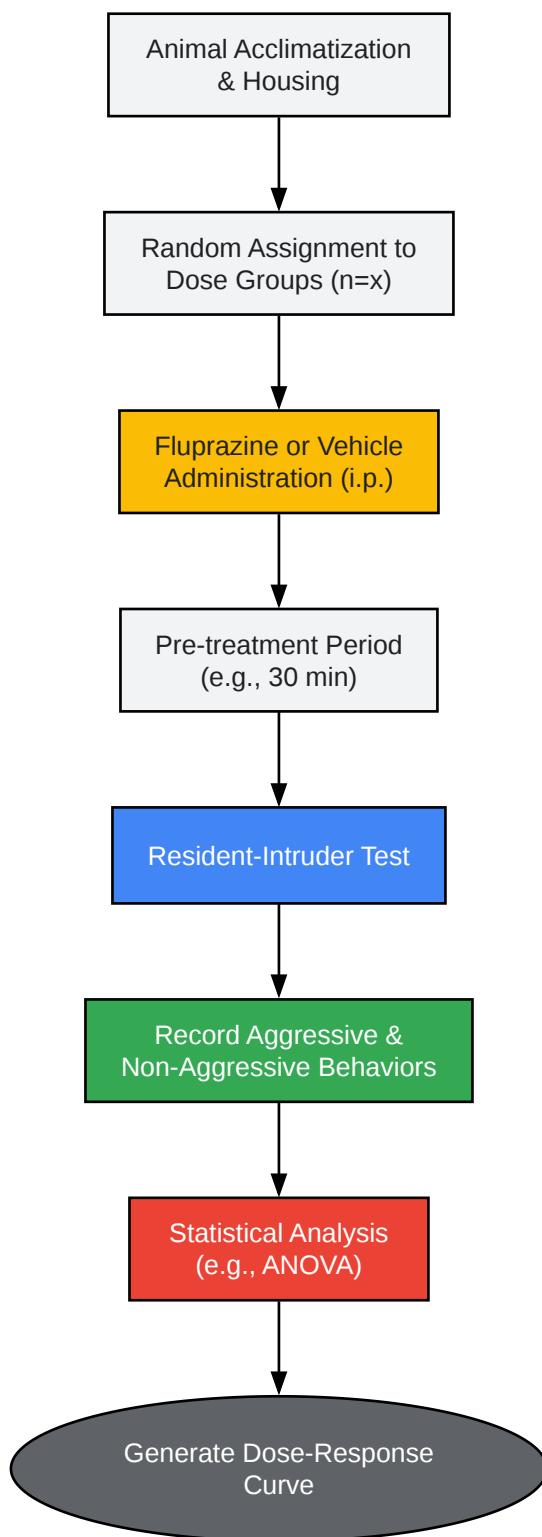 Animal Acclimatization
& Housing
Random Assignment to
Dose Groups (n=x)
Fluprazine or Vehicle
Administration (i.p.)
Pre-treatment Period
(e.g., 30 min)
Resident-Intruder Test
Record Aggressive &
Non-Aggressive Behaviors
Statistical Analysis
(e.g., ANOVA)
Generate Dose-Response
Curve